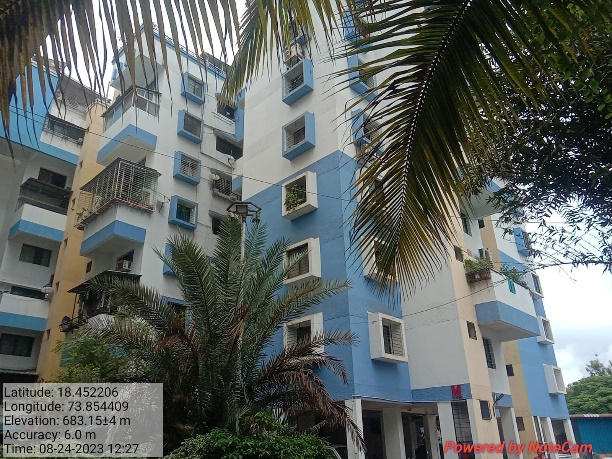 M
Latitude: 18.452206
Longitude: 73.854409
Elevation: 683.15±4 m
Accuracy: 6.0 m
Time: 08-24-2023 12:27
Powered by NoteCam